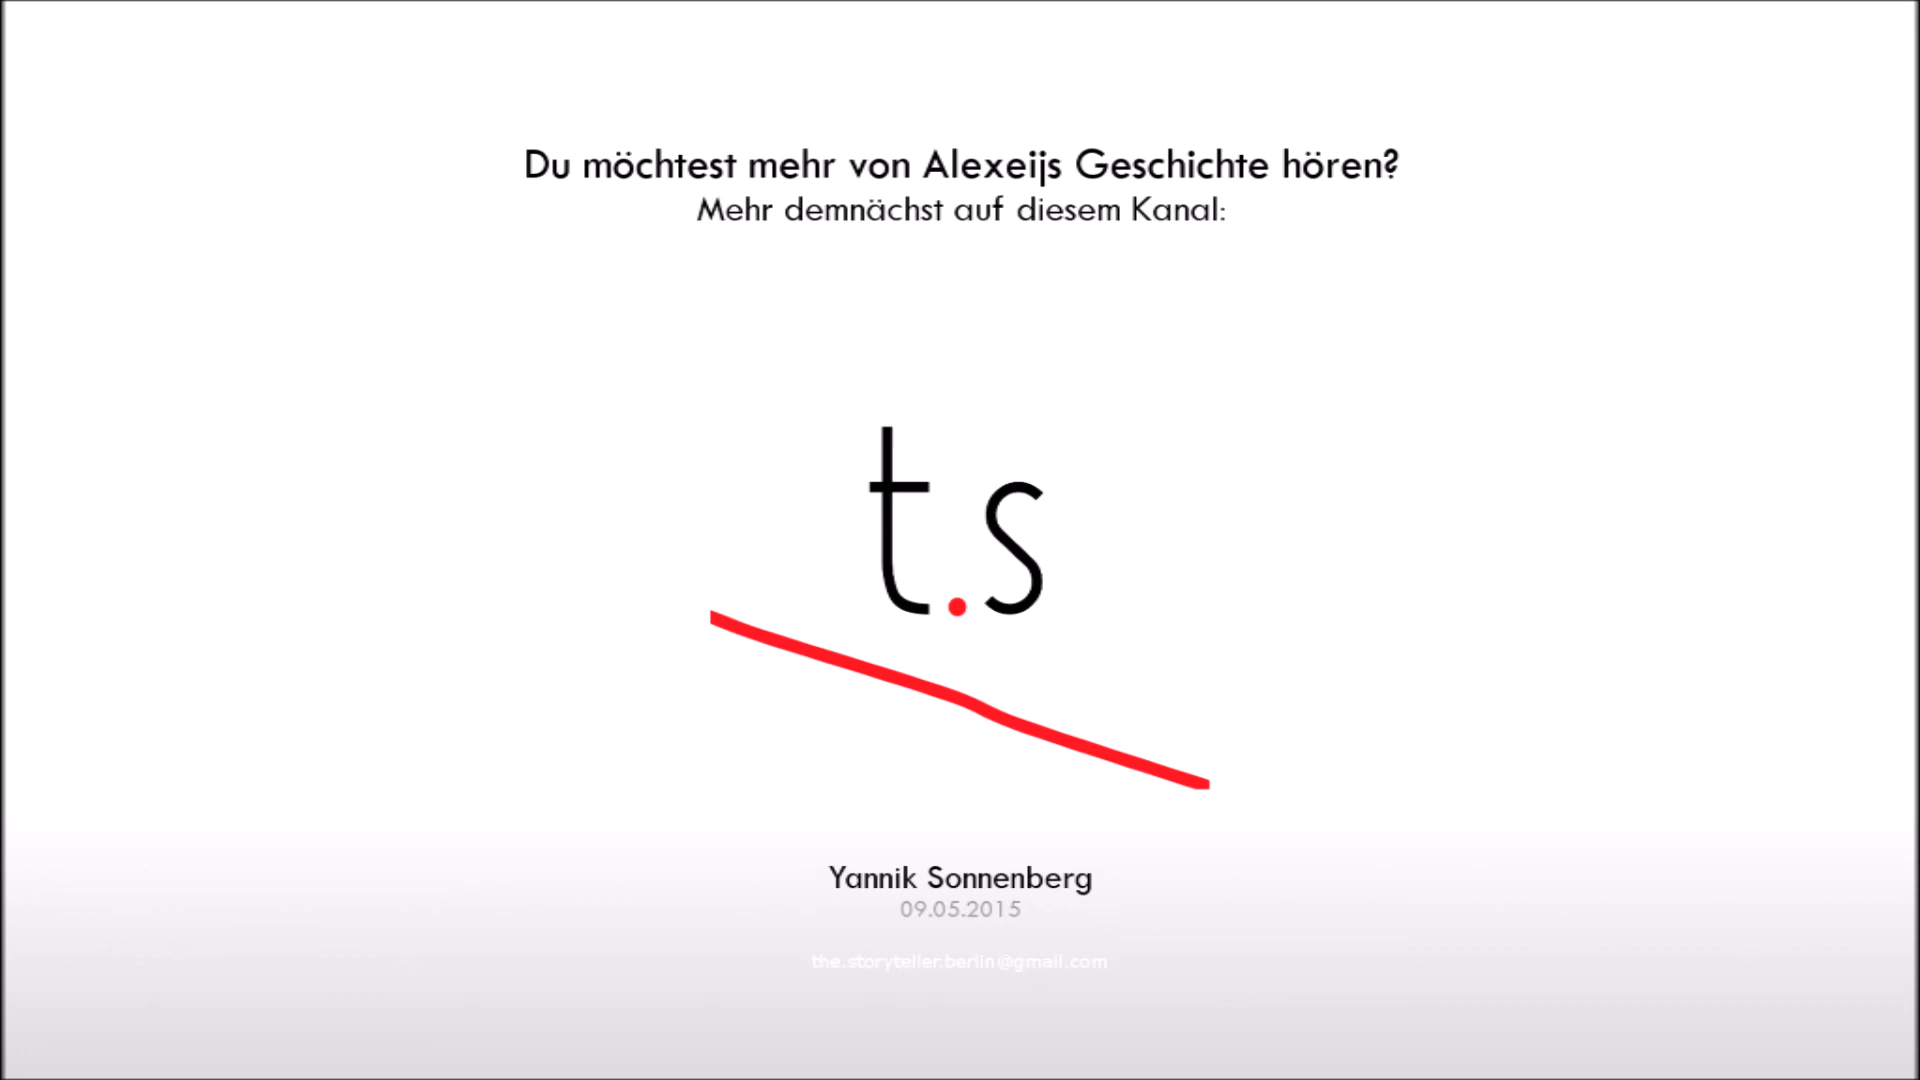 Du möchtest mehr von Alexeijs Geschichte hören?
Mehr demnächst auf diesem Kanal:
t.s
Yannik Sonnenberg
09.05.2015
the.storyteller.berlin@gmail.com